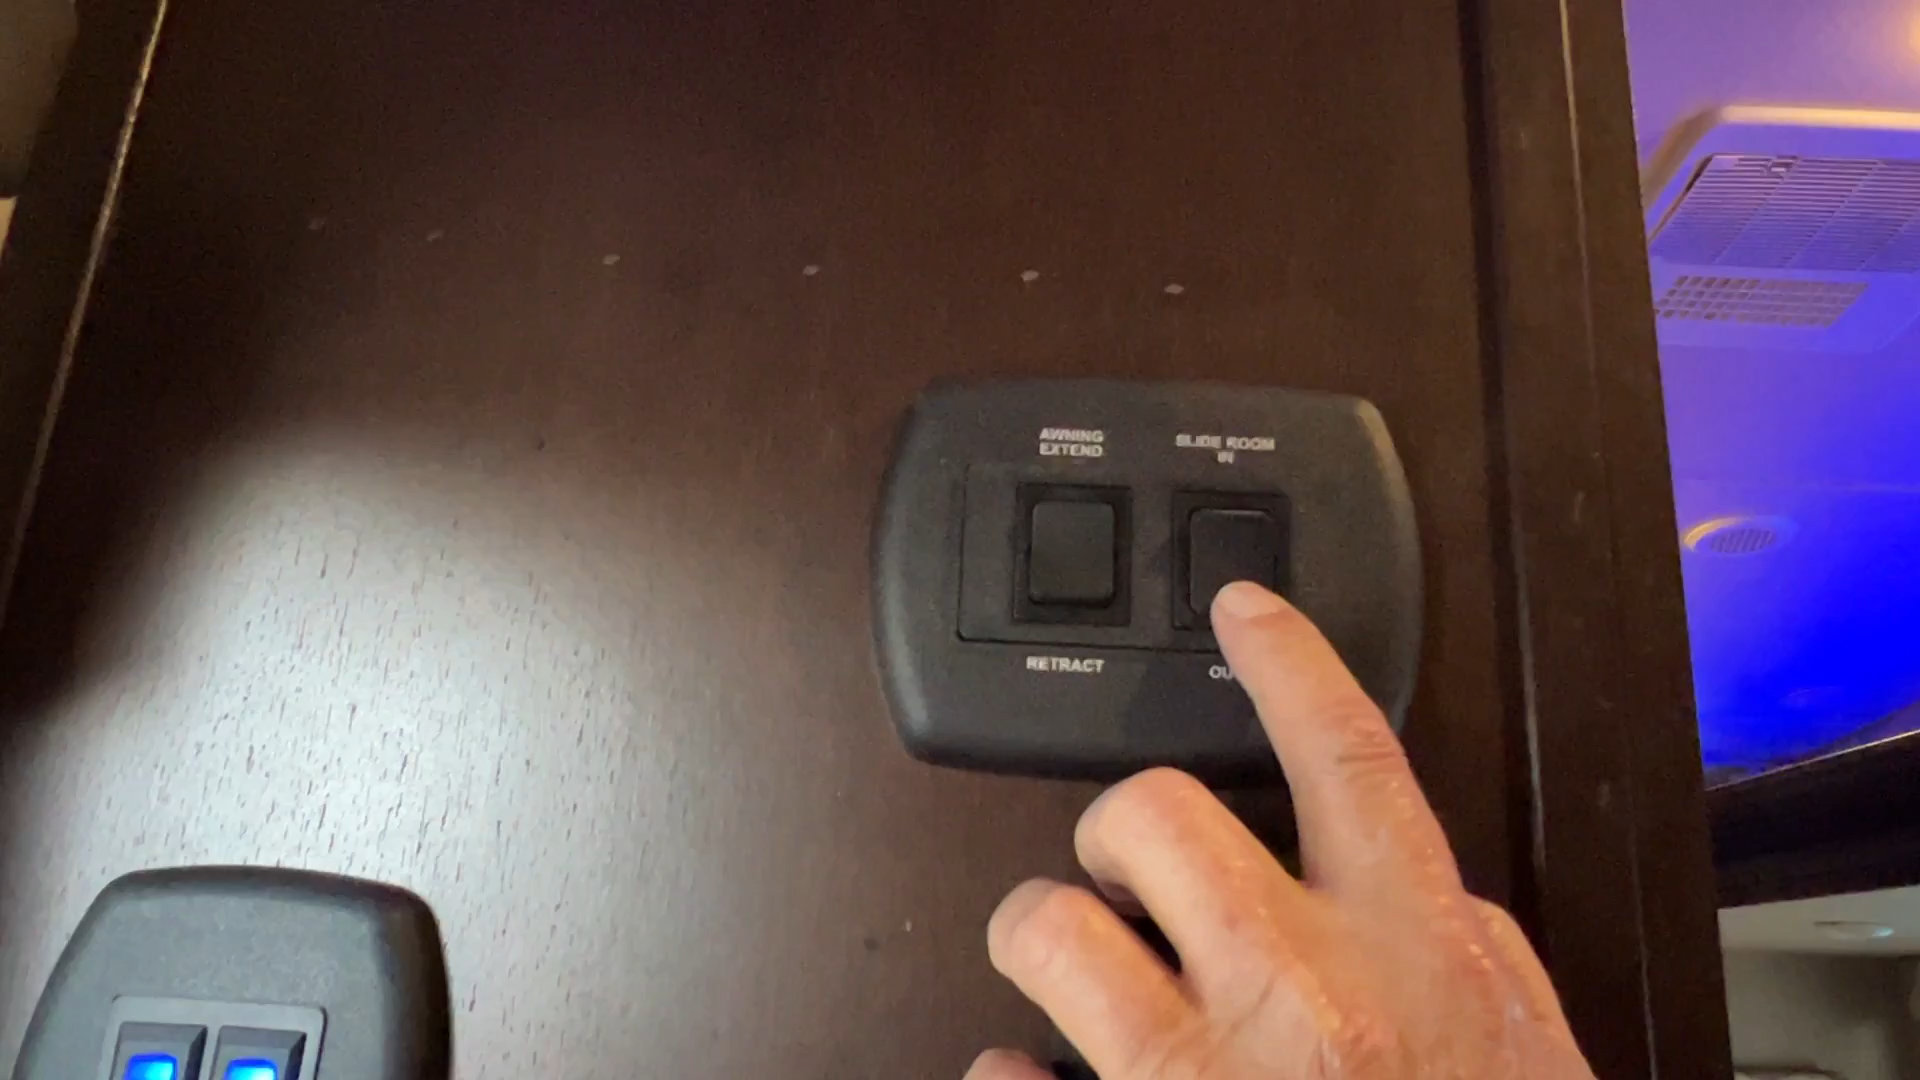 AWNING
EXTEND
SLIDE ROOM
IN
RETRACT